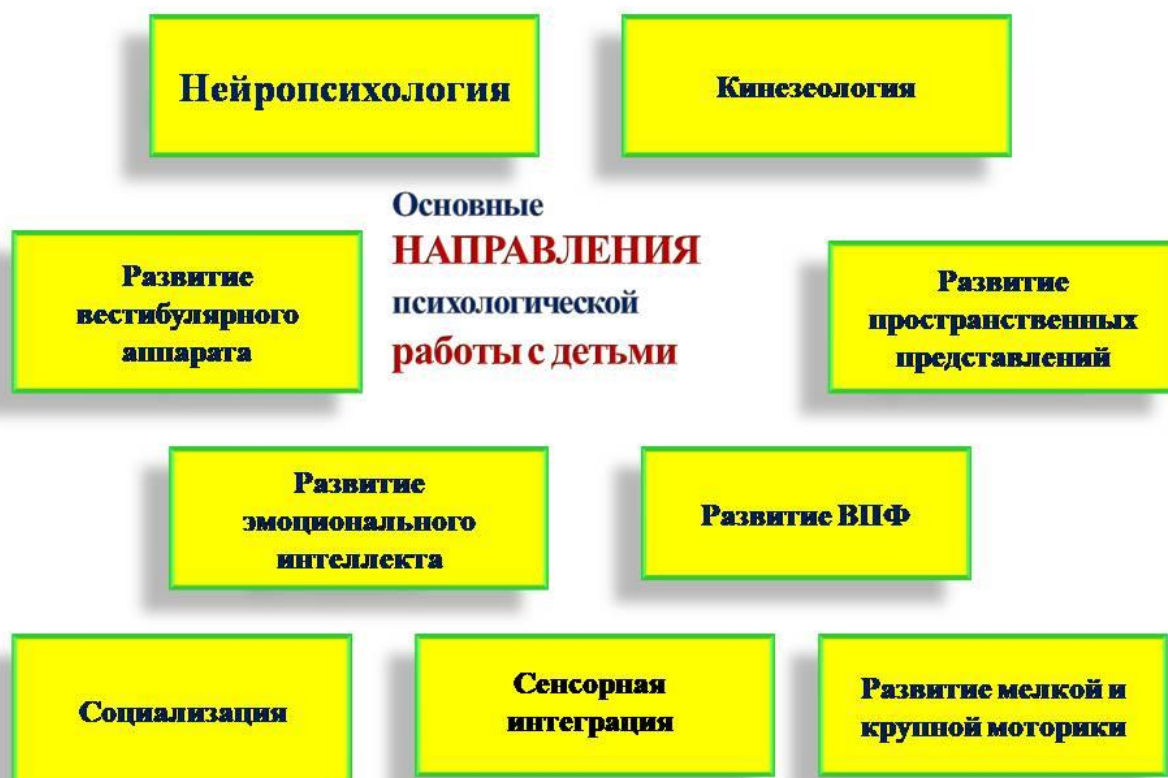 Нейропсихология
Кинезеология
Основные
НАПРАВЛЕНИЯ
психологической
работы с детьми
Развитие
вестибулярного
аппарата
Развитие
пространственных
представлений
Развитие
эмоционального
интеллекта
Развитие ВПФ
Социализация
Сенсорная
интеграция
Развитие мелкой и
крупной моторики